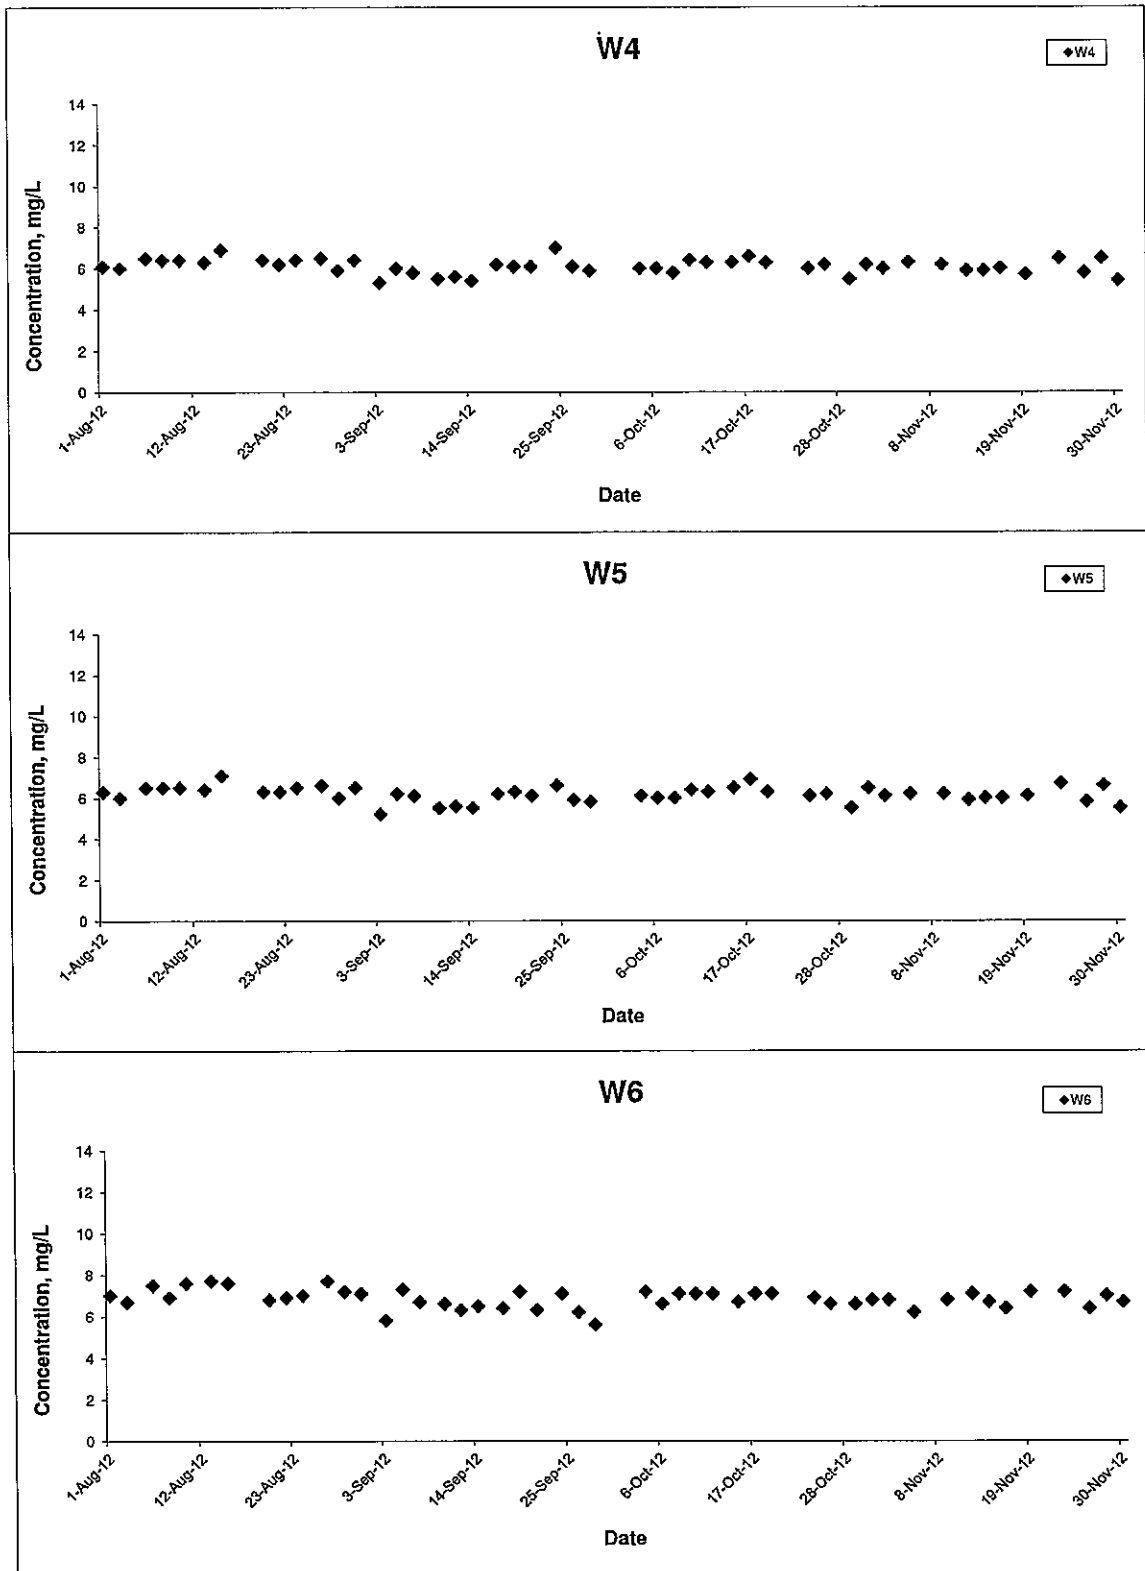 W4
◆W4
14
12
10
8
6
4
2
0
Concentration, mg/L
1-Aug-12
12-Aug-12
23-Aug-12
3-Sep-12
14-Sep-12
25-Sep-12
6-Oct-12
17-Oct-12
28-Oct-12
8-Nov-12
19-Nov-12
30-Nov-12
Date
W5
◆W5
14
12
10
8
6
4
2
0
Concentration, mg/L
1-Aug-12
12-Aug-12
23-Aug-12
3-Sep-12
14-Sep-12
25-Sep-12
6-Oct-12
17-Oct-12
28-Oct-12
8-Nov-12
19-Nov-12
30-Nov-12
Date
W6
◆W6
14
12
10
8
6
4
2
0
Concentration, mg/L
1-Aug-12
12-Aug-12
23-Aug-12
3-Sep-12
14-Sep-12
25-Sep-12
6-Oct-12
17-Oct-12
28-Oct-12
8-Nov-12
19-Nov-12
30-Nov-12
Date